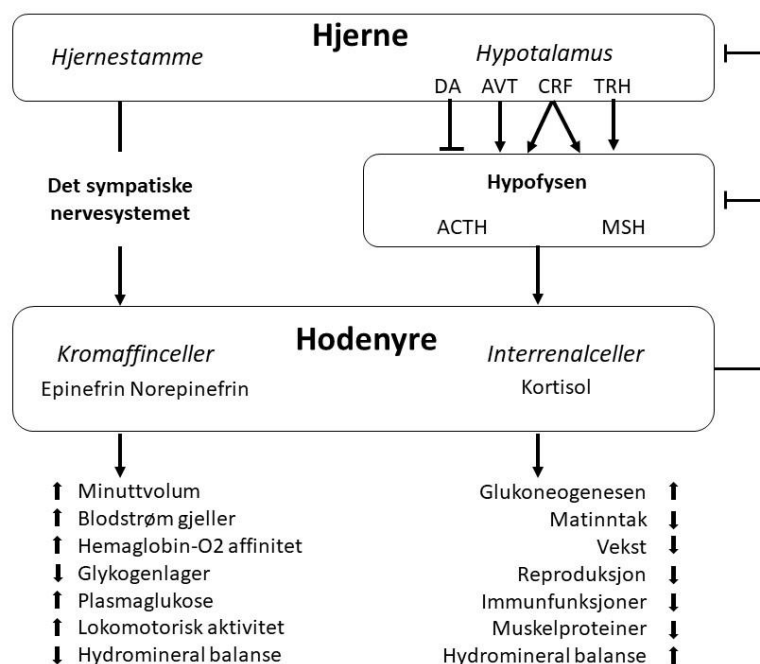 Hjerne
Hjernestamme
Hypotalamus
DA AVT CRF TRH
Det sympatiske
nervesystemet
Hypofysen
ACTH MSH
Hodenyre
Kromaffinceller
Epinefrin Norepinefrin
Interrenalceller
Kortisol
Minuttvolum
Blodstrøm gjeller
Hemaglobin-O2 affinitet
Glykogenlager
Plasmaglukose
Lokomotorisk aktivitet
Hydromineral balanse
Glukoneogenesen
Matinntak
Vekst
Reproduksjon
Immunfunksjoner
Muskelproteiner
Hydromineral balanse